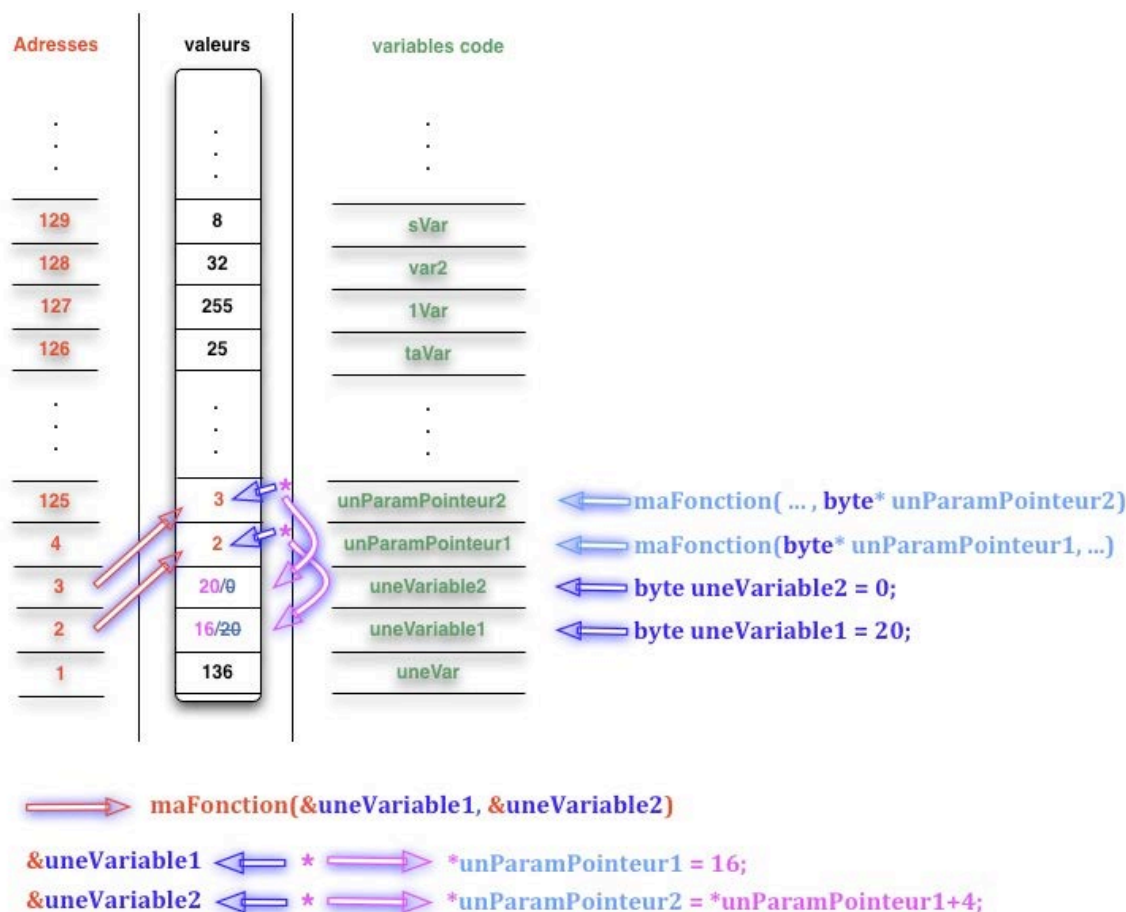 Adresses valeurs variables code
129 8 sVar
128 32 var2
127 255 1Var
126 25 taVar
125 3 * unParamPointeur2 maFonction( ... , byte* unParamPointeur2)
4 2 * unParamPointeur1 maFonction(byte* unParamPointeur1, ...)
3 20/0 uneVariable2 byte uneVariable2 = 0;
2 16/20 uneVariable1 byte uneVariable1 = 20;
1 136 uneVar
maFonction(&uneVariable1, &uneVariable2)
&uneVariable1 * *unParamPointeur1 = 16;
&uneVariable2 * *unParamPointeur2 = *unParamPointeur1+4;